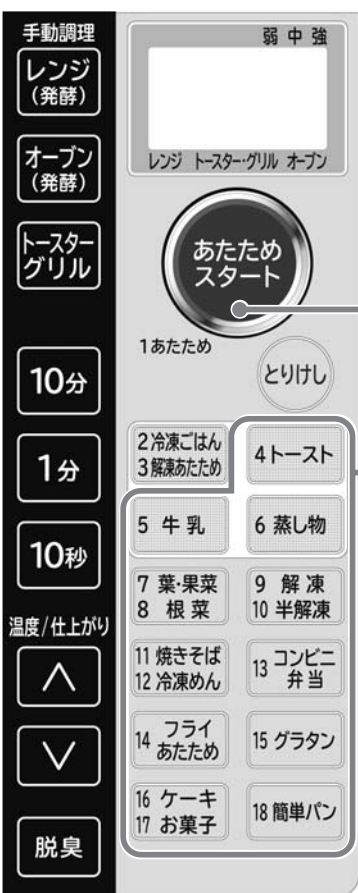 手動調理
レンジ
(発酵)
オーブン
(発酵)
トースター
グリル
10分
1分
10秒
温度/仕上がり
脱臭
弱 中 強
レンジ トースター・グリル オーブン
あたため
スタート
1あたため
とりけし
2冷凍ごはん
3解凍あたため
4トースト
5 牛乳
6 蒸し物
7 葉・果菜
8 根菜
9 解凍
10 半解凍
11 焼きそば
12 冷凍めん
13 コンビニ
弁当
14 フライ
あたため
15 グラタン
16 ケーキ
17 お菓子
18 簡単パン